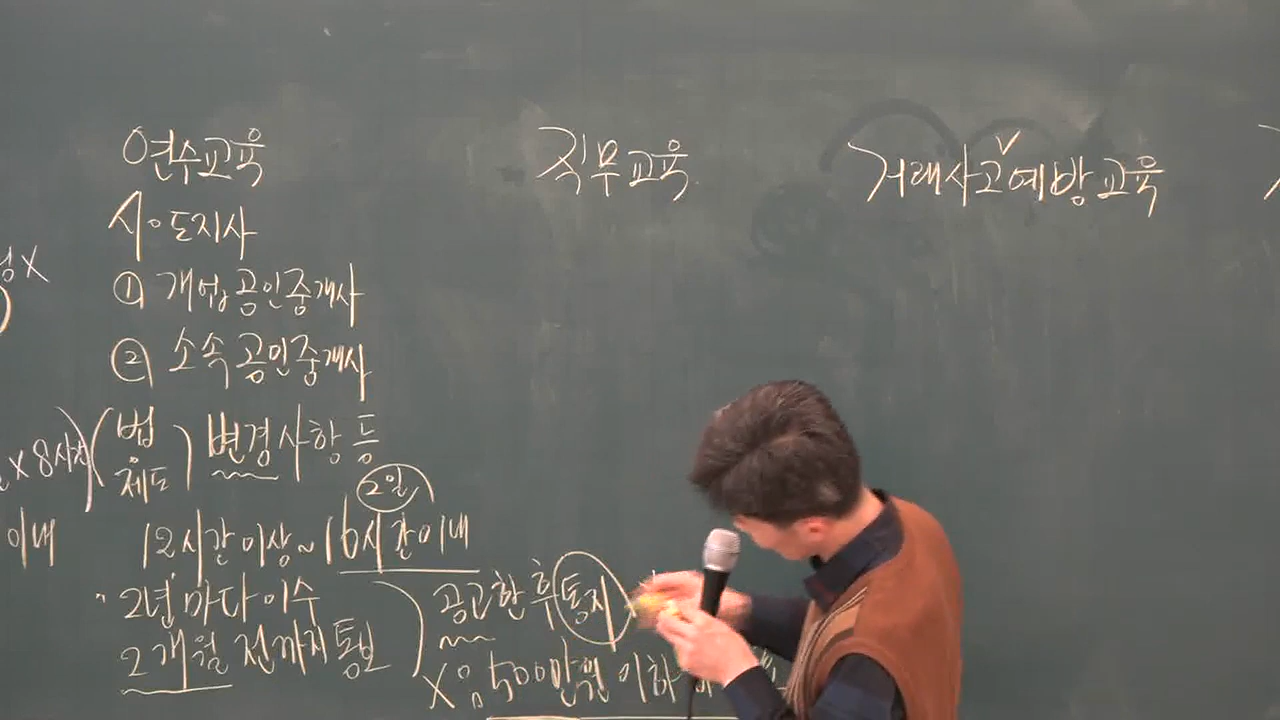 연수교육
시·도지사
① 개업공인중개사
② 소속공인중개사
(법·제도) 변경사항 등
2일
12시간 이상~16시간 이내
2년마다 이수
2개월 전까지 통보
공고한 후 통지
X 500만원 이하
직무교육
거래사고예방교육
X 8시간
이내